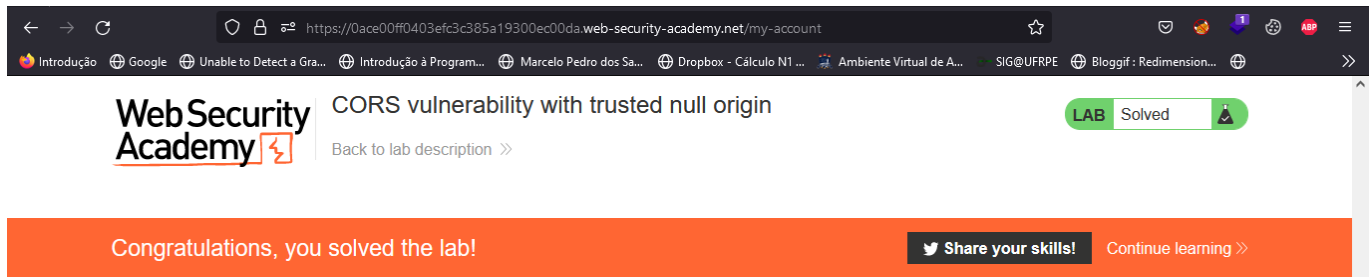 https://0ace00ff0403efc3c385a19300ec00da.web-security-academy.net/my-account
1
ABP
Introdução Google Unable to Detect a Gra... Introdução à Program... Marcelo Pedro dos Sa... Dropbox - Cálculo N1 ... Ambiente Virtual de A... SIG@UFRPE Bloggif : Redimension...
Web Security
Academy
CORS vulnerability with trusted null origin
Back to lab description
LAB Solved
Congratulations, you solved the lab!
Share your skills!
Continue learning